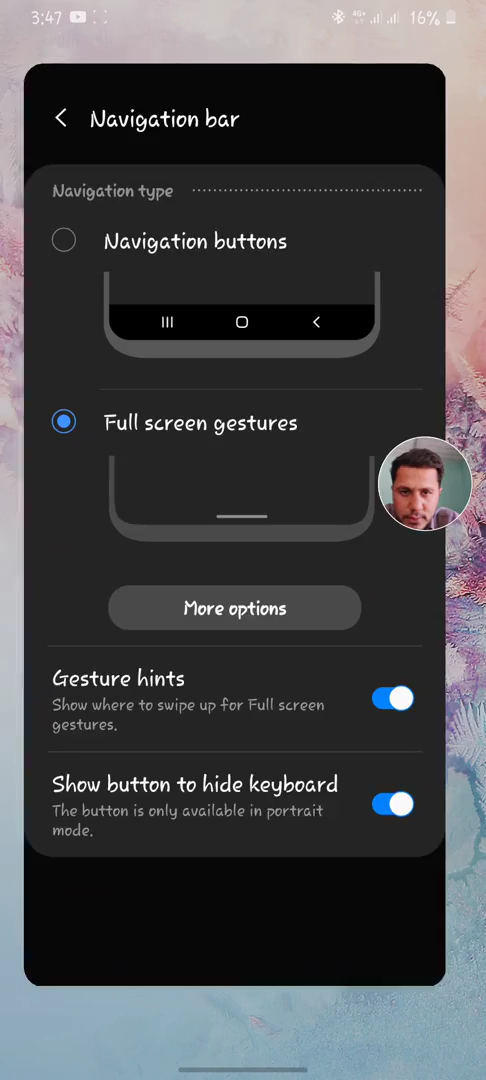 3:47
4G+
16%
Navigation bar
Navigation type
Navigation buttons
Full screen gestures
More options
Gesture hints
Show where to swipe up for Full screen
gestures.
Show button to hide keyboard
The button is only available in portrait
mode.